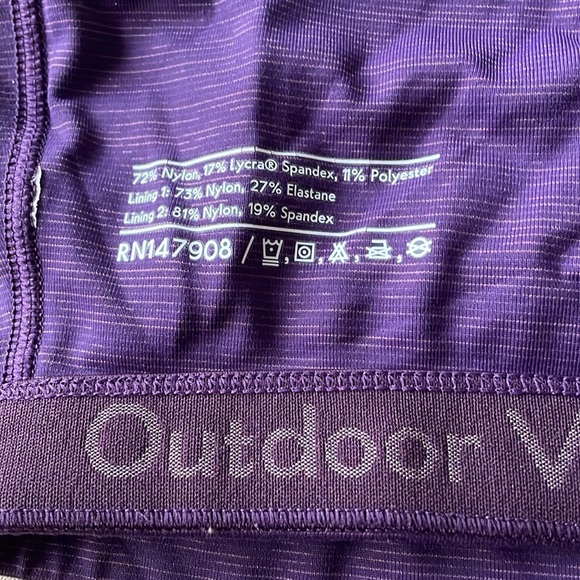 72% Nylon, 17% Lycra® Spandex, 11% Polyester
Lining 1: 73% Nylon, 27% Elastane
Lining 2: 81% Nylon, 19% Spandex
RN147908 /
Outdoor V